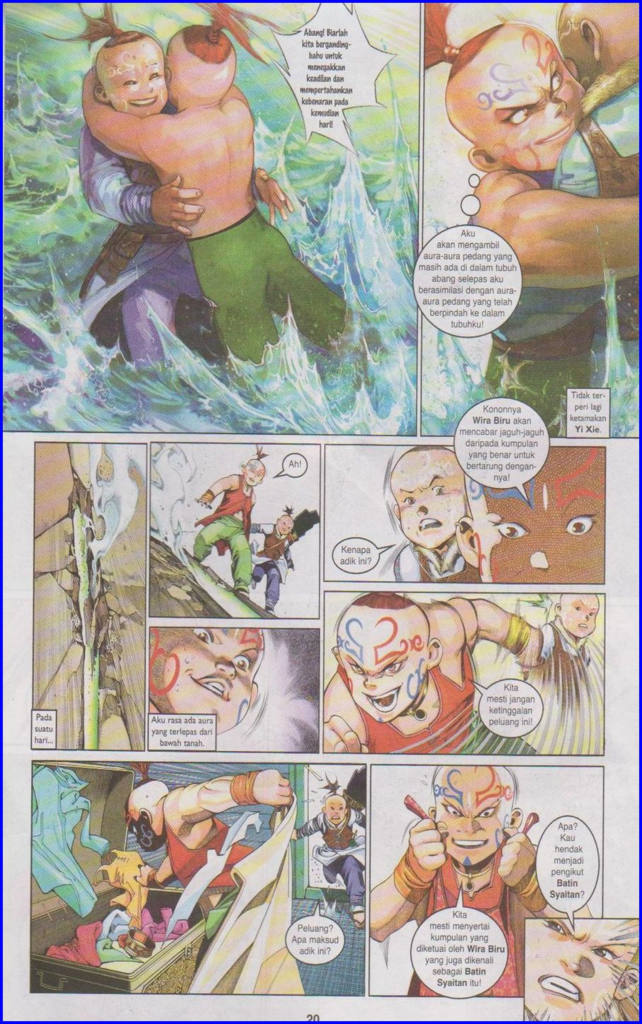 Abang! Biarlah
kita berganding-
bahu untuk
menegakkan
keadilan dan
mempertahankan
kebenaran pada
kemudian
hari!
Aku
akan mengambil
aura-aura pedang yang
masih ada di dalam tubuh
abang selepas aku
berasimilasi dengan aura-
aura pedang yang telah
berpindah ke dalam
tubuhku!
Tidak ter-
peri lagi
ketamakan
Yi Xie.
Pada
suatu
hari...
Ah!
Aku rasa ada aura
yang terlepas dari
bawah tanah.
Kononnya
Wira Biru akan
mencabar jaguh-jaguh
daripada kumpulan
yang benar untuk
bertarung dengan-
nya!
Kenapa
adik ini?
Kita
mesti jangan
ketinggalan
peluang ini!
Peluang?
Apa maksud
adik ini?
Kita
mesti menyertai
kumpulan yang
diketuai oleh Wira Biru
yang juga dikenali
sebagai Batin
Syaitan itu!
Apa?
Kau
hendak
menjadi
pengikut
Batin
Syaitan?
20